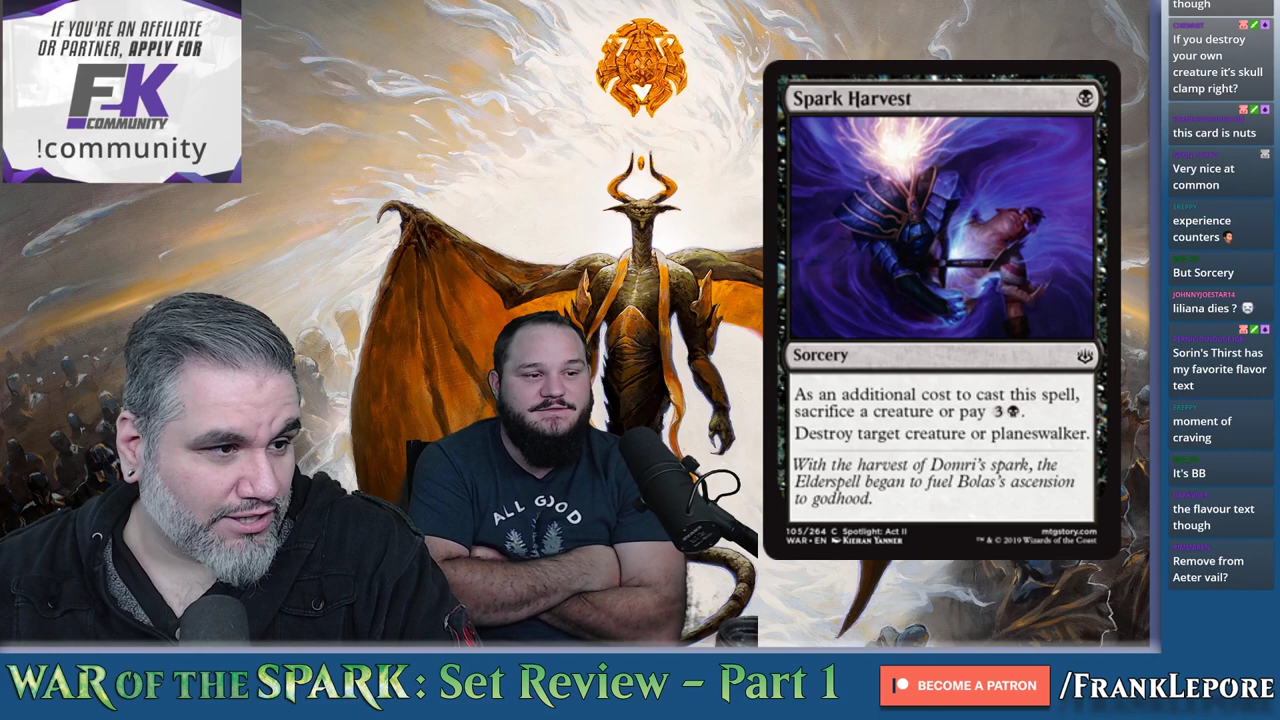 IF YOU'RE AN AFFILIATE
OR PARTNER, APPLY FOR
FK
COMMUNITY
!community
ALL GOOD
Spark Harvest
Sorcery
As an additional cost to cast this spell,
sacrifice a creature or pay 3.
Destroy target creature or planeswalker.
With the harvest of Domri's spark, the
Elderspell began to fuel Bolas's ascension
to godhood.
105/264 C Spotlight: Act II
WAR • EN KIERAN YANNER
mtgstory.com
™ & © 2019 Wizards of the Coast
though
If you destroy
your own
creature it's skull
clamp right?
this card is nuts
Very nice at
common
EREPPY
experience
counters
But Sorcery
JOHNNYJOESTAR14
liliana dies ?
Sorin's Thirst has
my favorite flavor
text
EREPPY
moment of
craving
It's BB
the flavour text
though
Remove from
Aeter vail?
WAR OF THE SPARK: Set Review - Part 1
BECOME A PATRON
/FRANKLEPORE